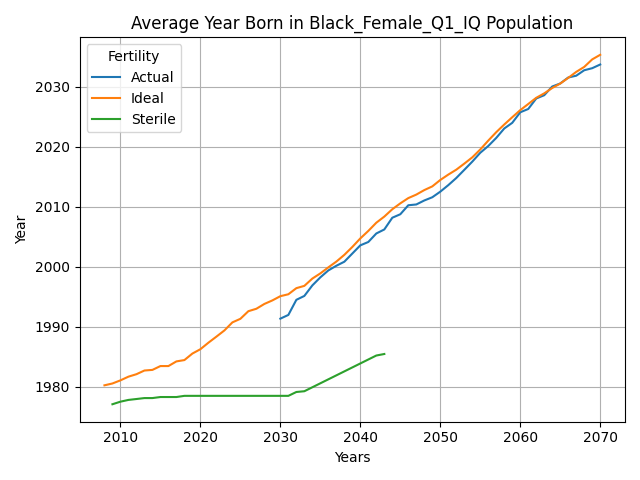 Average Year Born in Black_Female_Q1_IQ Population
Fertility
Actual
Ideal
Sterile
Year
2030
2020
2010
2000
1990
1980
2010 2020 2030 2040 2050 2060 2070
Years